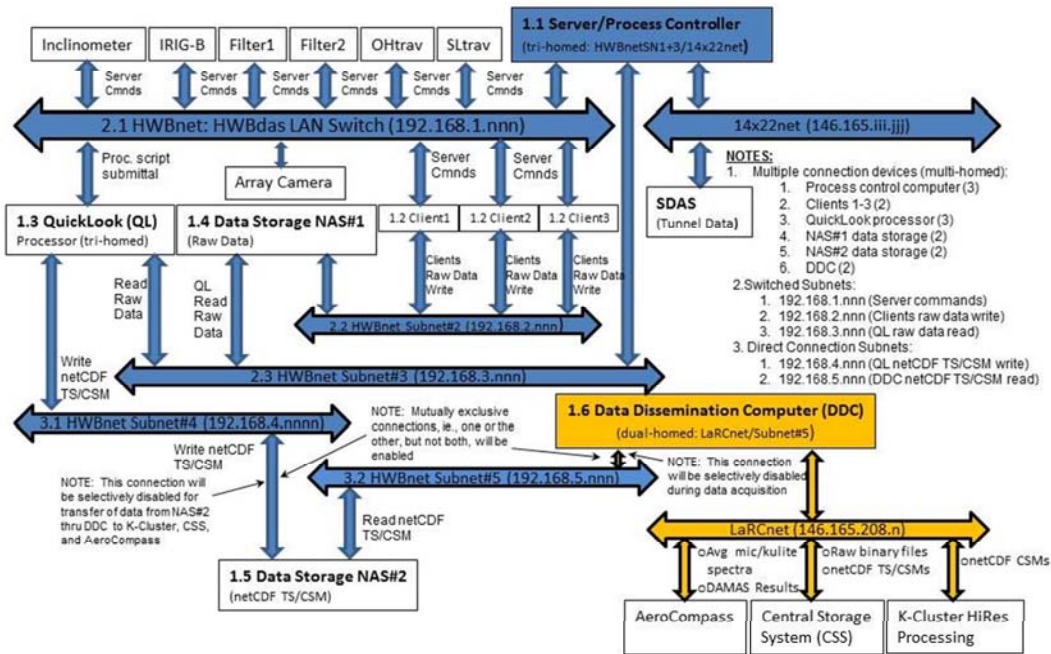 1.1 Server/Process Controller
(tri-homed: HWBnetSN1+3/14x22net)
Inclinometer
IRIG-B
Filter1
Filter2
OHtrav
SLtrav
Server
Cmnds
Server
Cmnds
Server
Cmnds
Server
Cmnds
Server
Cmnds
Server
Cmnds
2.1 HWBnet: HWBdas LAN Switch (192.168.1.nnn)
14x22net (146.165.iii.jjj)
Proc. script
submittal
Array Camera
Server
Cmnds
Server
Cmnds
SDAS
(Tunnel Data)
1.3 QuickLook (QL)
Processor (tri-homed)
1.4 Data Storage NAS#1
(Raw Data)
1.2 Client1
1.2 Client2
1.2 Client3
NOTES:
1. Multiple connection devices (multi-homed):
1. Process control computer (3)
2. Clients 1-3 (2)
3. QuickLook processor (3)
4. NAS#1 data storage (2)
5. NAS#2 data storage (2)
6. DDC (2)
2.Switched Subnets:
1. 192.168.1.nnn (Server commands)
2. 192.168.2.nnn (Clients raw data write)
3. 192.168.3.nnn (QL raw data read)
3. Direct Connection Subnets:
1. 192.168.4.nnn (QL netCDF TS/CSM write)
2. 192.168.5.nnn (DDC netCDF TS/CSM read)
Read
Raw
Data
QL
Read
Raw
Data
Clients
Raw Data
Write
Clients
Raw Data
Write
Clients
Raw Data
Write
2.2 HWBnet Subnet#2 (192.168.2.nnn)
Write
netCDF
TS/CSM
2.3 HWBnet Subnet#3 (192.168.3.nnn)
3.1 HWBnet Subnet#4 (192.168.4.nnnn)
NOTE: Mutually exclusive
connections, ie., one or the
other, but not both, will be
enabled
1.6 Data Dissemination Computer (DDC)
(dual-homed: LaRCnet/Subnet#5)
Write netCDF
TS/CSM
NOTE: This connection will
be selectively disabled for
transfer of data from NAS#2
thru DDC to K-Cluster, CSS,
and AeroCompass
3.2 HWBnet Subnet#5 (192.168.5.nnn)
NOTE: This connection
will be selectively disabled
during data acquisition
Read netCDF
TS/CSM
LaRCnet (146.165.208.n)
1.5 Data Storage NAS#2
(netCDF TS/CSM)
oAvg mic/kulite
spectra
oDAMAS Results
oRaw binary files
onetCDF TS/CSMs
onetCDF CSMs
AeroCompass
Central Storage
System (CSS)
K-Cluster HiRes
Processing